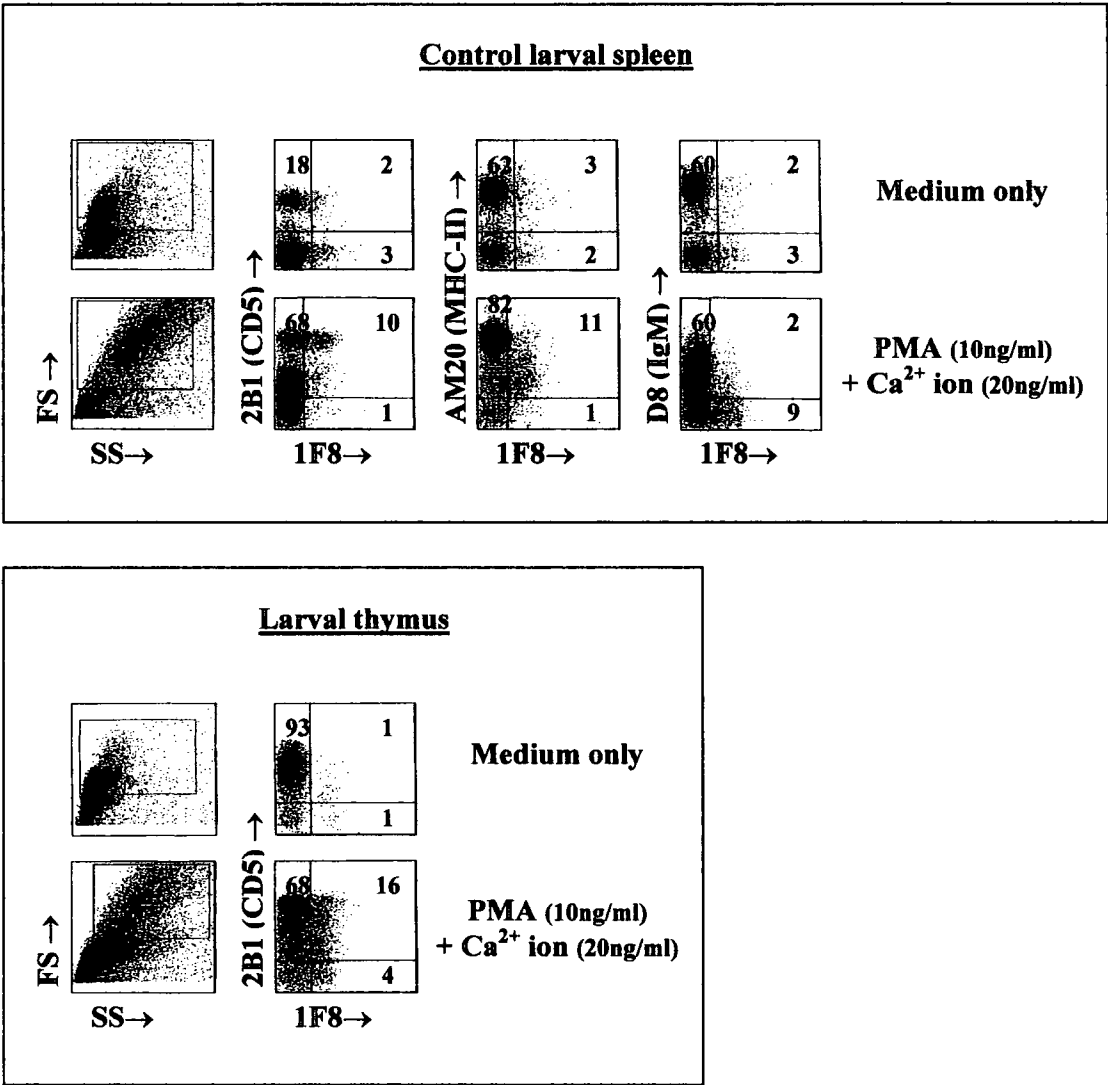 Control larval spleen
18 2
3
62 3
2
60 2
3
Medium only
68 10
1
82 11
1
60 2
9
PMA (10ng/ml)
+ Ca²⁺ ion (20ng/ml)
FS →
SS→
2B1 (CD5) →
1F8→
AM20 (MHC-II) →
1F8→
D8 (IgM) →
1F8→
Larval thymus
93 1
1
Medium only
68 16
4
PMA (10ng/ml)
+ Ca²⁺ ion (20ng/ml)
FS →
SS→
2B1 (CD5) →
1F8→